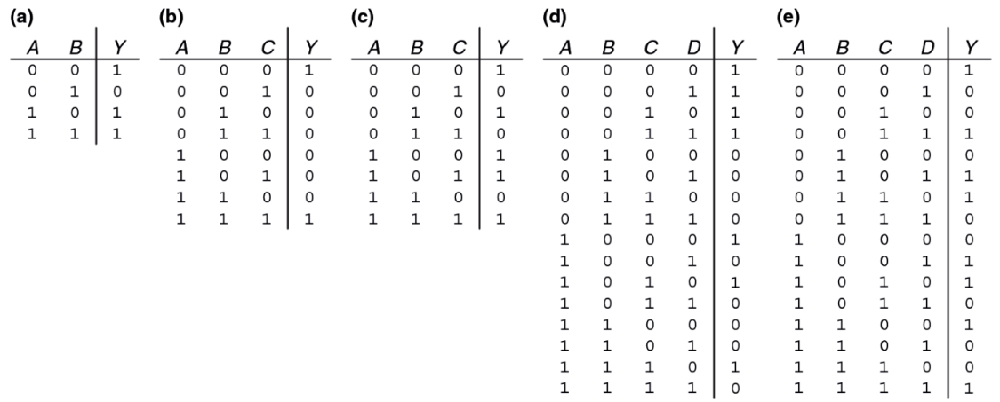 (a) (b) (c) (d) (e)
A B Y A B C Y A B C Y A B C D Y A B C D Y
0 0 1 0 0 0 1 0 0 0 1 0 0 0 0 1 0 0 0 0 1
0 1 0 0 0 1 0 0 0 1 0 0 0 0 1 1 0 0 0 1 0
1 0 1 0 1 0 0 0 1 0 1 0 0 1 0 1 0 0 1 0 0
1 1 1 0 1 1 0 0 1 1 0 0 0 1 1 1 0 0 1 1 1
1 0 0 0 1 0 0 1 0 1 0 0 0 0 1 0 0 0
1 0 1 0 1 0 1 1 0 1 0 1 0 0 1 0 1 1
1 1 0 0 1 1 0 0 0 1 1 0 0 0 1 1 0 1
1 1 1 1 1 1 1 1 0 1 1 1 0 0 1 1 1 0
1 0 0 0 1 1 0 0 0 0
1 0 0 1 0 1 0 0 1 1
1 0 1 0 1 1 0 1 0 1
1 0 1 1 0 1 0 1 1 0
1 1 0 0 0 1 1 0 0 1
1 1 0 1 0 1 1 0 1 0
1 1 1 0 1 1 1 1 0 0
1 1 1 1 0 1 1 1 1 1